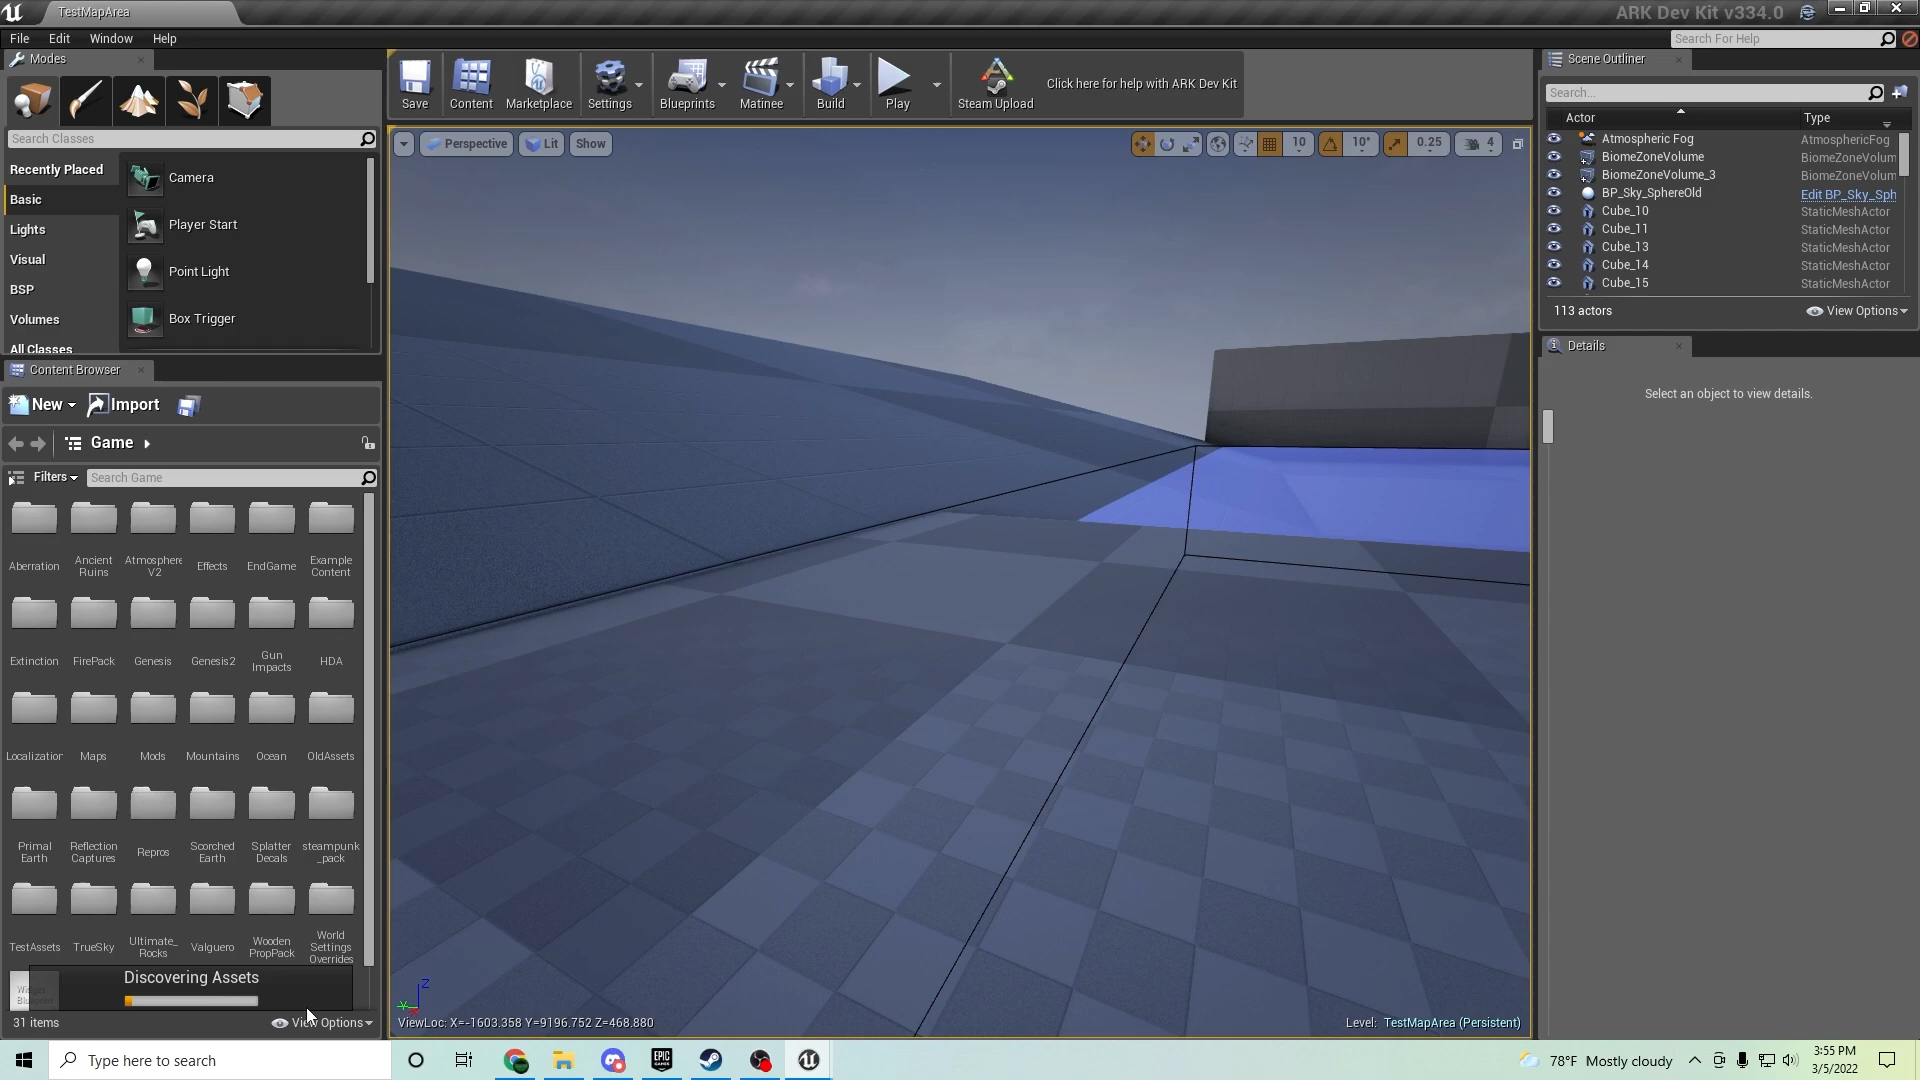 TestMapArea
ARK Dev Kit v334.0
File Edit Window Help
Search For Help
Modes
Search Classes
Recently Placed
Basic
Lights
Visual
BSP
Volumes
All Classes
Camera
Player Start
Point Light
Box Trigger
Content Browser
New Import
Game
Filters Search Game
Aberration Ancient Ruins Atmosphere V2 Effects EndGame Example Content
Extinction FirePack Genesis Genesis2 Gun Impacts HDA
Localization Maps Mods Mountains Ocean OldAssets
Primal Earth Reflection Captures Repros Scorched Earth Splatter Decals steampunk _pack
TestAssets TrueSky Ultimate_ Rocks Valguero Wooden PropPack World Settings Overrides
Widget Blueprint
Discovering Assets
31 items View Options
Save Content Marketplace Settings Blueprints Matinee Build Play Steam Upload Click here for help with ARK Dev Kit
Perspective Lit Show
10 10° 0.25 4
Z
Y
ViewLoc: X=-1603.358 Y=9196.752 Z=468.880
Level: TestMapArea (Persistent)
Scene Outliner
Search...
Actor Type
Atmospheric Fog AtmosphericFog
BiomeZoneVolume BiomeZoneVolum
BiomeZoneVolume_3 BiomeZoneVolum
BP_Sky_SphereOld Edit BP_Sky_Sph
Cube_10 StaticMeshActor
Cube_11 StaticMeshActor
Cube_13 StaticMeshActor
Cube_14 StaticMeshActor
Cube_15 StaticMeshActor
113 actors View Options
Details
Select an object to view details.
Type here to search
EPIC GAMES
78°F Mostly cloudy
3:55 PM
3/5/2022